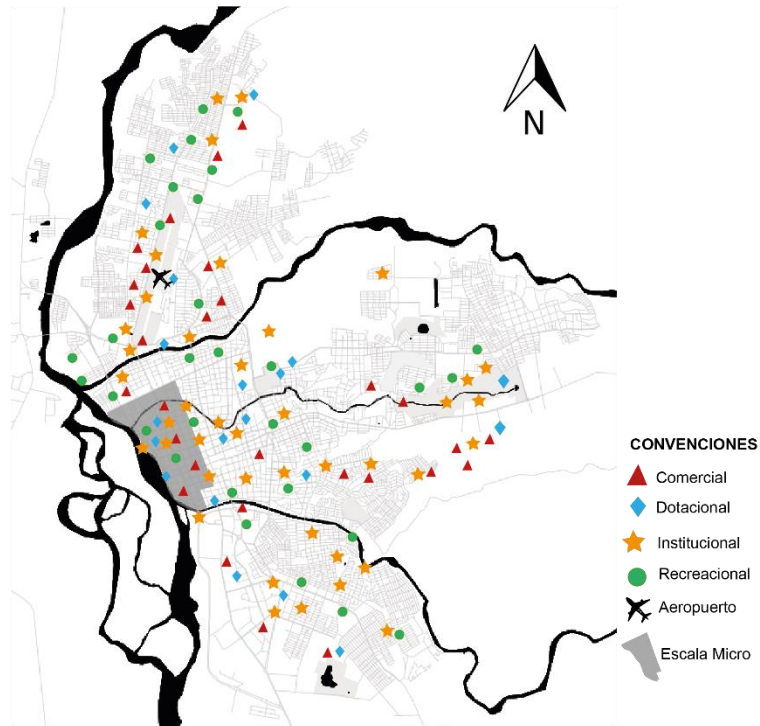 N
CONVENCIONES
Comercial
Dotacional
Institucional
Recreacional
Aeropuerto
Escala Micro